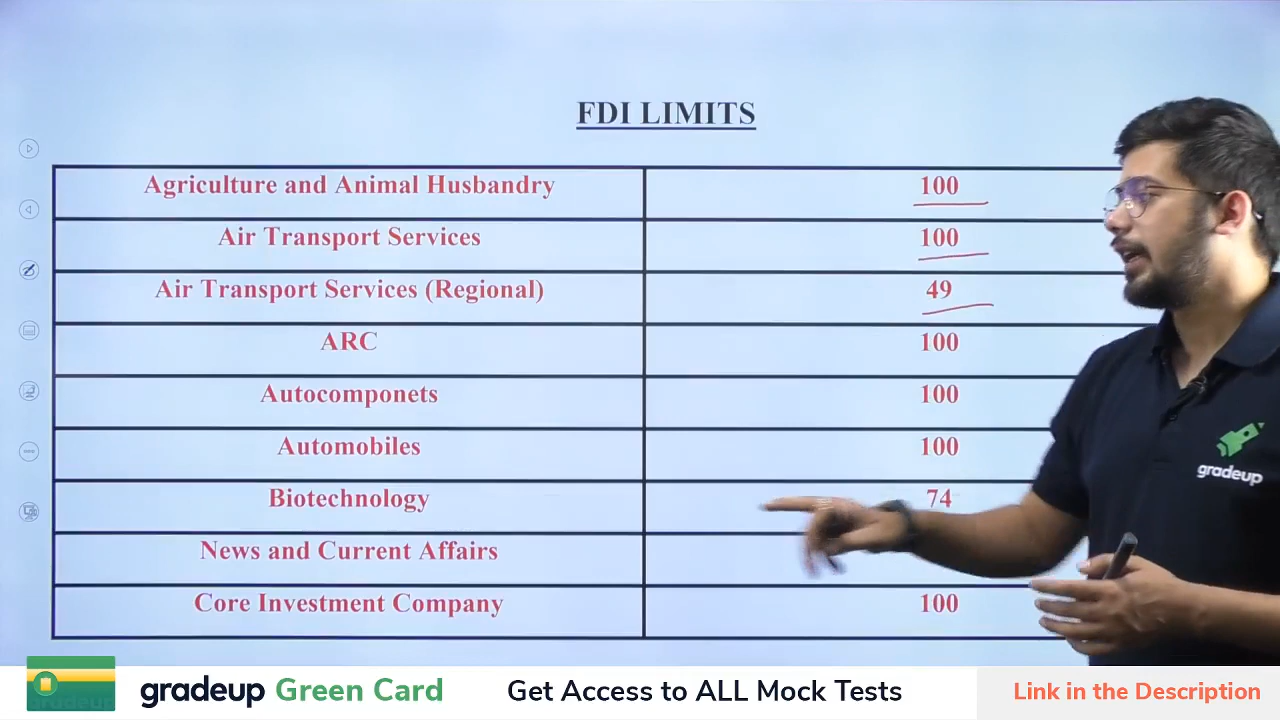 FDI LIMITS
Agriculture and Animal Husbandry 100
Air Transport Services 100
Air Transport Services (Regional) 49
ARC 100
Autocomponets 100
Automobiles 100
Biotechnology 74
News and Current Affairs
Core Investment Company 100
gradeup
gradeup Green Card Get Access to ALL Mock Tests Link in the Description